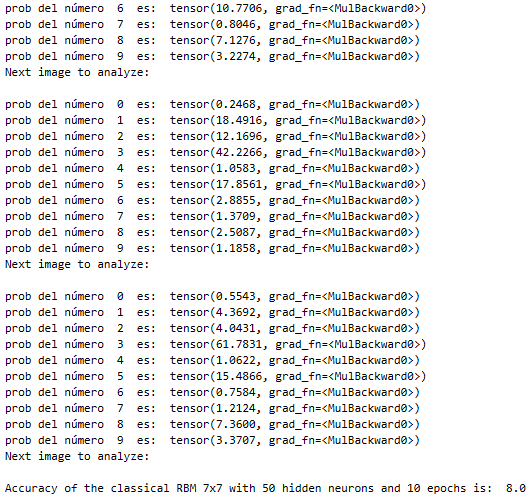 prob del número  6  es:  tensor(10.7706, grad_fn=<MulBackward0>)
prob del número  7  es:  tensor(0.8046, grad_fn=<MulBackward0>)
prob del número  8  es:  tensor(7.1276, grad_fn=<MulBackward0>)
prob del número  9  es:  tensor(3.2274, grad_fn=<MulBackward0>)
Next image to analyze:
prob del número  0  es:  tensor(0.2468, grad_fn=<MulBackward0>)
prob del número  1  es:  tensor(18.4916, grad_fn=<MulBackward0>)
prob del número  2  es:  tensor(12.1696, grad_fn=<MulBackward0>)
prob del número  3  es:  tensor(42.2266, grad_fn=<MulBackward0>)
prob del número  4  es:  tensor(1.0583, grad_fn=<MulBackward0>)
prob del número  5  es:  tensor(17.8561, grad_fn=<MulBackward0>)
prob del número  6  es:  tensor(2.8855, grad_fn=<MulBackward0>)
prob del número  7  es:  tensor(1.3709, grad_fn=<MulBackward0>)
prob del número  8  es:  tensor(2.5087, grad_fn=<MulBackward0>)
prob del número  9  es:  tensor(1.1858, grad_fn=<MulBackward0>)
Next image to analyze:
prob del número  0  es:  tensor(0.5543, grad_fn=<MulBackward0>)
prob del número  1  es:  tensor(4.3692, grad_fn=<MulBackward0>)
prob del número  2  es:  tensor(4.0431, grad_fn=<MulBackward0>)
prob del número  3  es:  tensor(61.7831, grad_fn=<MulBackward0>)
prob del número  4  es:  tensor(1.0622, grad_fn=<MulBackward0>)
prob del número  5  es:  tensor(15.4866, grad_fn=<MulBackward0>)
prob del número  6  es:  tensor(0.7584, grad_fn=<MulBackward0>)
prob del número  7  es:  tensor(1.2124, grad_fn=<MulBackward0>)
prob del número  8  es:  tensor(7.3600, grad_fn=<MulBackward0>)
prob del número  9  es:  tensor(3.3707, grad_fn=<MulBackward0>)
Next image to analyze:
Accuracy of the classical RBM 7x7 with 50 hidden neurons and 10 epochs is:  8.0